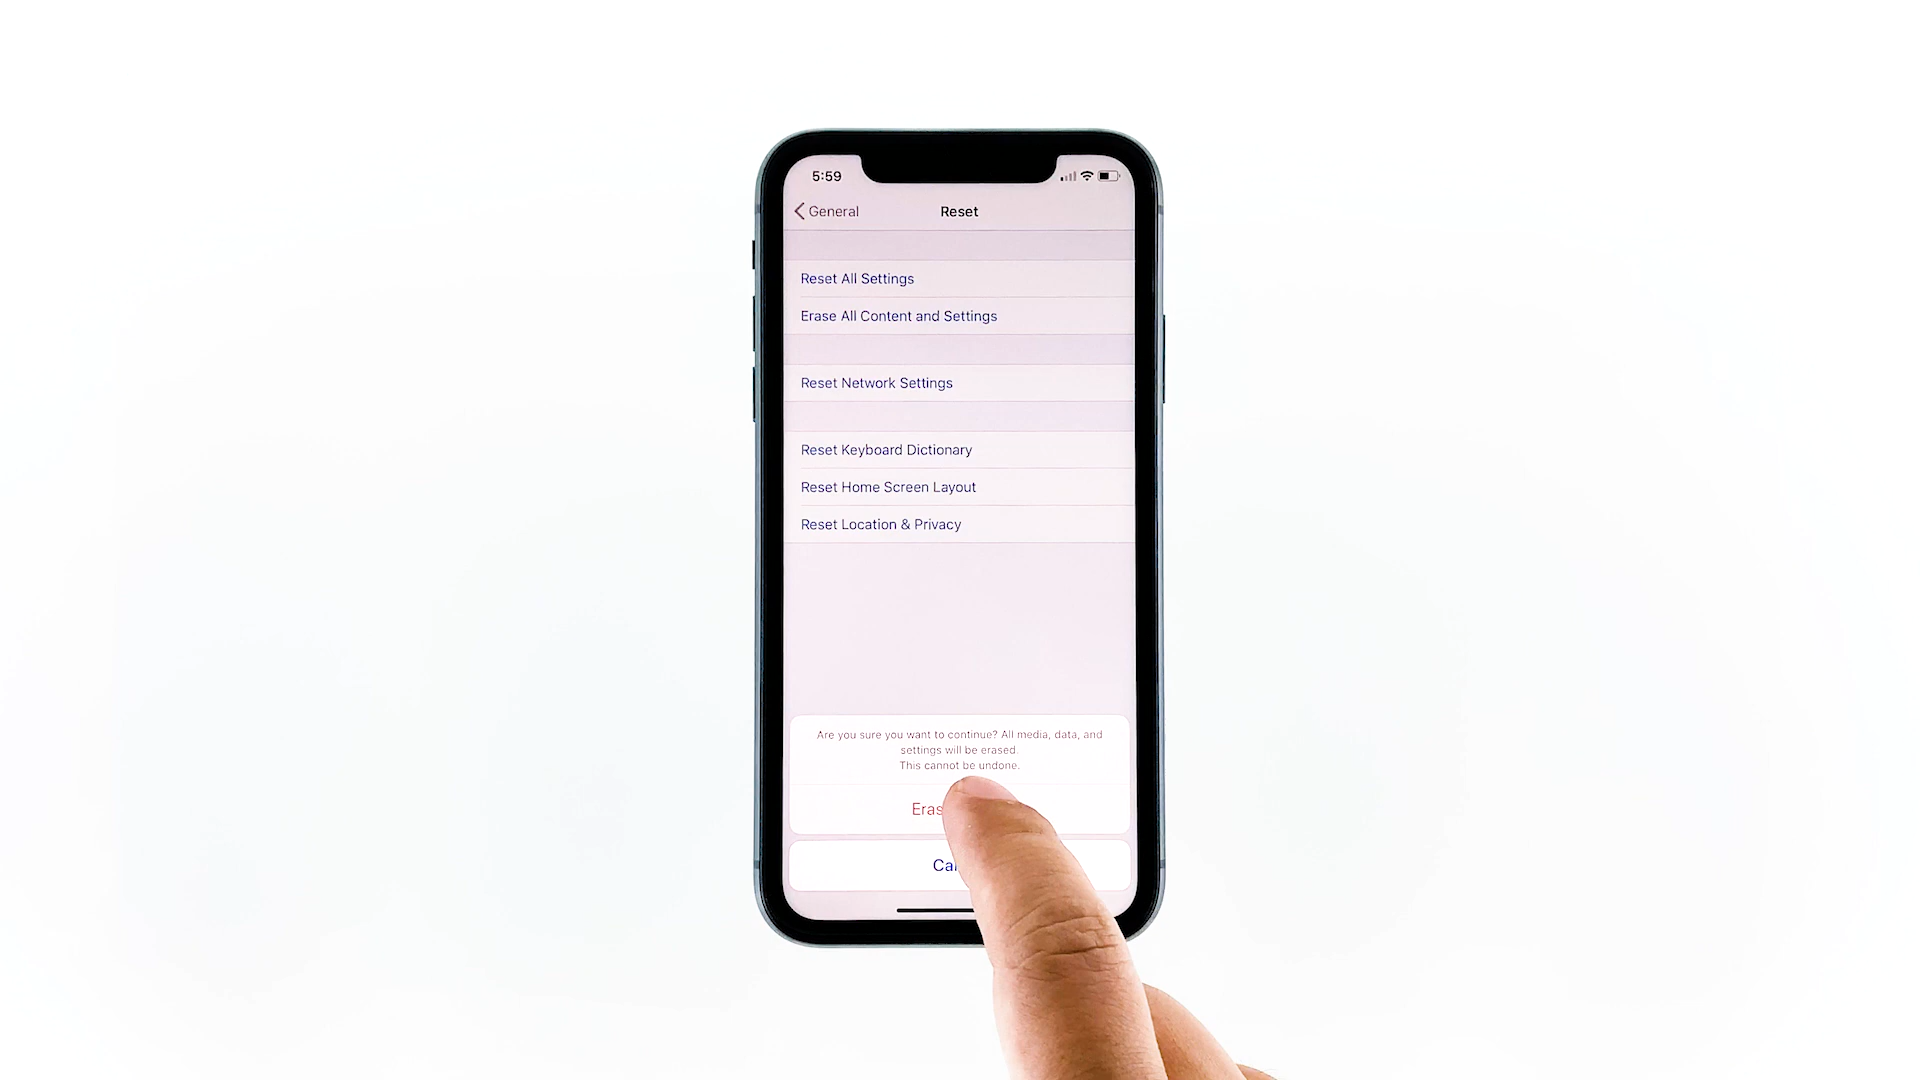 5:59
General
Reset
Reset All Settings
Erase All Content and Settings
Reset Network Settings
Reset Keyboard Dictionary
Reset Home Screen Layout
Reset Location & Privacy
Are you sure you want to continue? All media, data, and
settings will be erased.
This cannot be undone.